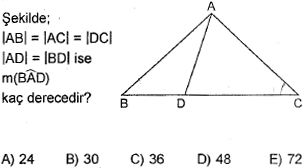 Şekilde;
|AB| = |AC| = |DC|
|AD| = |BD| ise
m(BÂD)
kaç derecedir?
A
B
D
C
A) 24 B) 30 C) 36 D) 48 E) 72